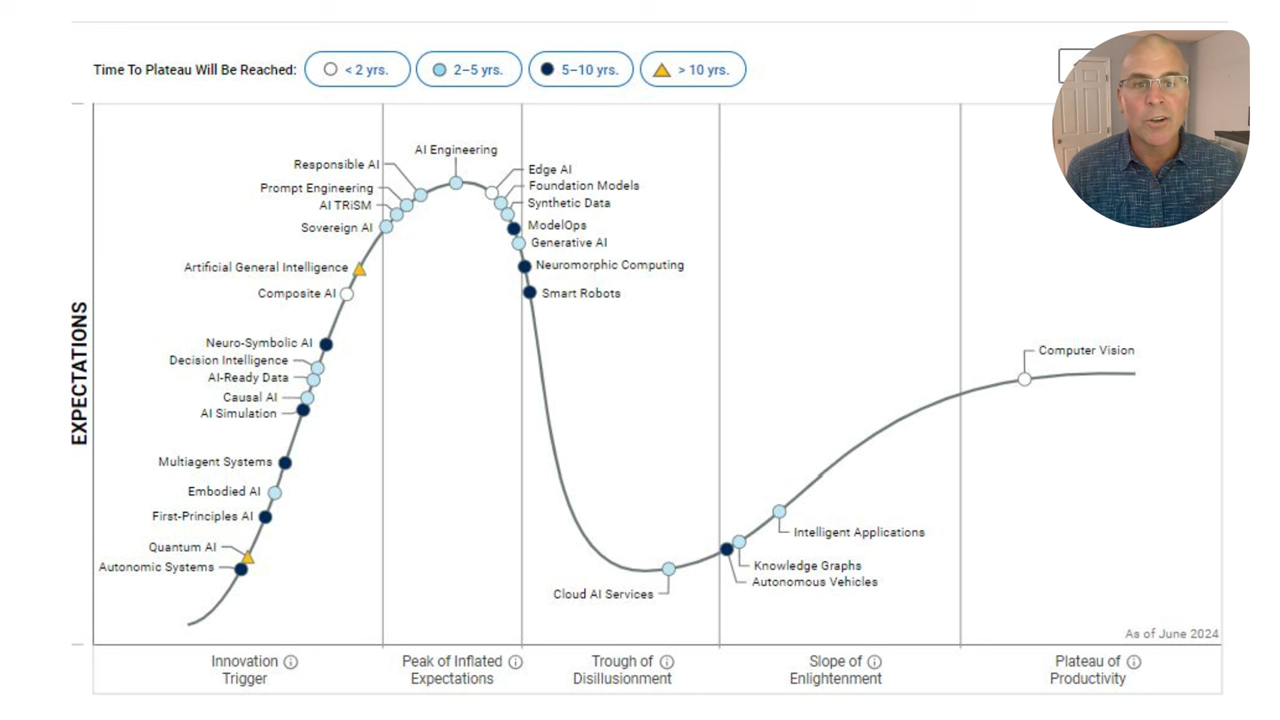 Time To Plateau Will Be Reached: < 2 yrs. 2–5 yrs. 5–10 yrs. > 10 yrs.
EXPECTATIONS
AI Engineering
Responsible AI
Prompt Engineering
AI TRiSM
Sovereign AI
Artificial General Intelligence
Composite AI
Neuro-Symbolic AI
Decision Intelligence
AI-Ready Data
Causal AI
AI Simulation
Multiagent Systems
Embodied AI
First-Principles AI
Quantum AI
Autonomic Systems
Edge AI
Foundation Models
Synthetic Data
ModelOps
Generative AI
Neuromorphic Computing
Smart Robots
Cloud AI Services
Computer Vision
Intelligent Applications
Knowledge Graphs
Autonomous Vehicles
As of June 2024
Innovation
Trigger
Peak of Inflated
Expectations
Trough of
Disillusionment
Slope of
Enlightenment
Plateau of
Productivity